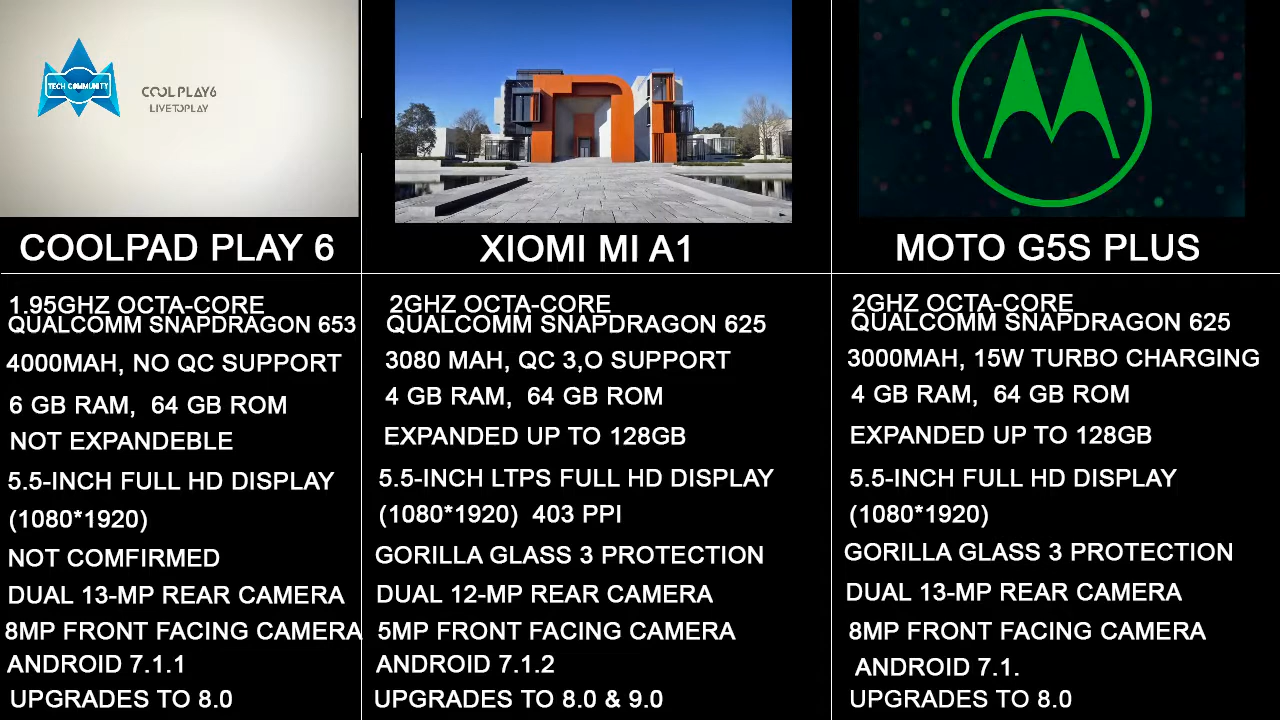 TECH COMMUNITY
COOL PLAY6
LIVETOPLAY
COOLPAD PLAY 6
1.95GHZ OCTA-CORE
QUALCOMM SNAPDRAGON 653
4000MAH, NO QC SUPPORT
6 GB RAM,  64 GB ROM
NOT EXPANDEBLE
5.5-INCH FULL HD DISPLAY
(1080*1920)
NOT COMFIRMED
DUAL 13-MP REAR CAMERA
8MP FRONT FACING CAMERA
ANDROID 7.1.1
UPGRADES TO 8.0
XIOMI MI A1
2GHZ OCTA-CORE
QUALCOMM SNAPDRAGON 625
3080 MAH, QC 3,O SUPPORT
4 GB RAM,  64 GB ROM
EXPANDED UP TO 128GB
5.5-INCH LTPS FULL HD DISPLAY
(1080*1920)  403 PPI
GORILLA GLASS 3 PROTECTION
DUAL 12-MP REAR CAMERA
5MP FRONT FACING CAMERA
ANDROID 7.1.2
UPGRADES TO 8.0 & 9.0
MOTO G5S PLUS
2GHZ OCTA-CORE
QUALCOMM SNAPDRAGON 625
3000MAH, 15W TURBO CHARGING
4 GB RAM,  64 GB ROM
EXPANDED UP TO 128GB
5.5-INCH FULL HD DISPLAY
(1080*1920)
GORILLA GLASS 3 PROTECTION
DUAL 13-MP REAR CAMERA
8MP FRONT FACING CAMERA
ANDROID 7.1.
UPGRADES TO 8.0